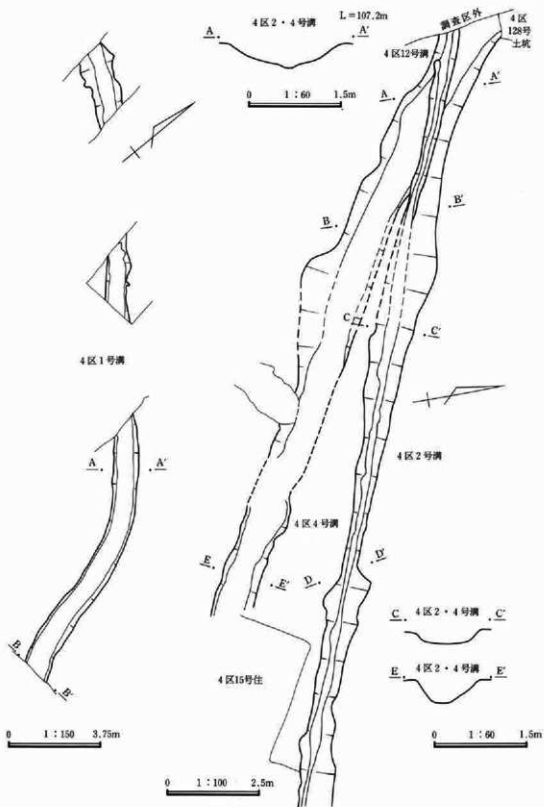 4区2・4号溝
L=107.2m
A A'
0 1:60 1.5m
調査区外
4区
128号
土坑
4区12号溝
A A'
B B'
C C'
4区1号溝
4区2号溝
A A'
4区4号溝
D D'
E E'
4区2・4号溝
C C'
4区2・4号溝
E E'
B B'
4区15号住
0 1:150 3.75m
0 1:60 1.5m
0 1:100 2.5m